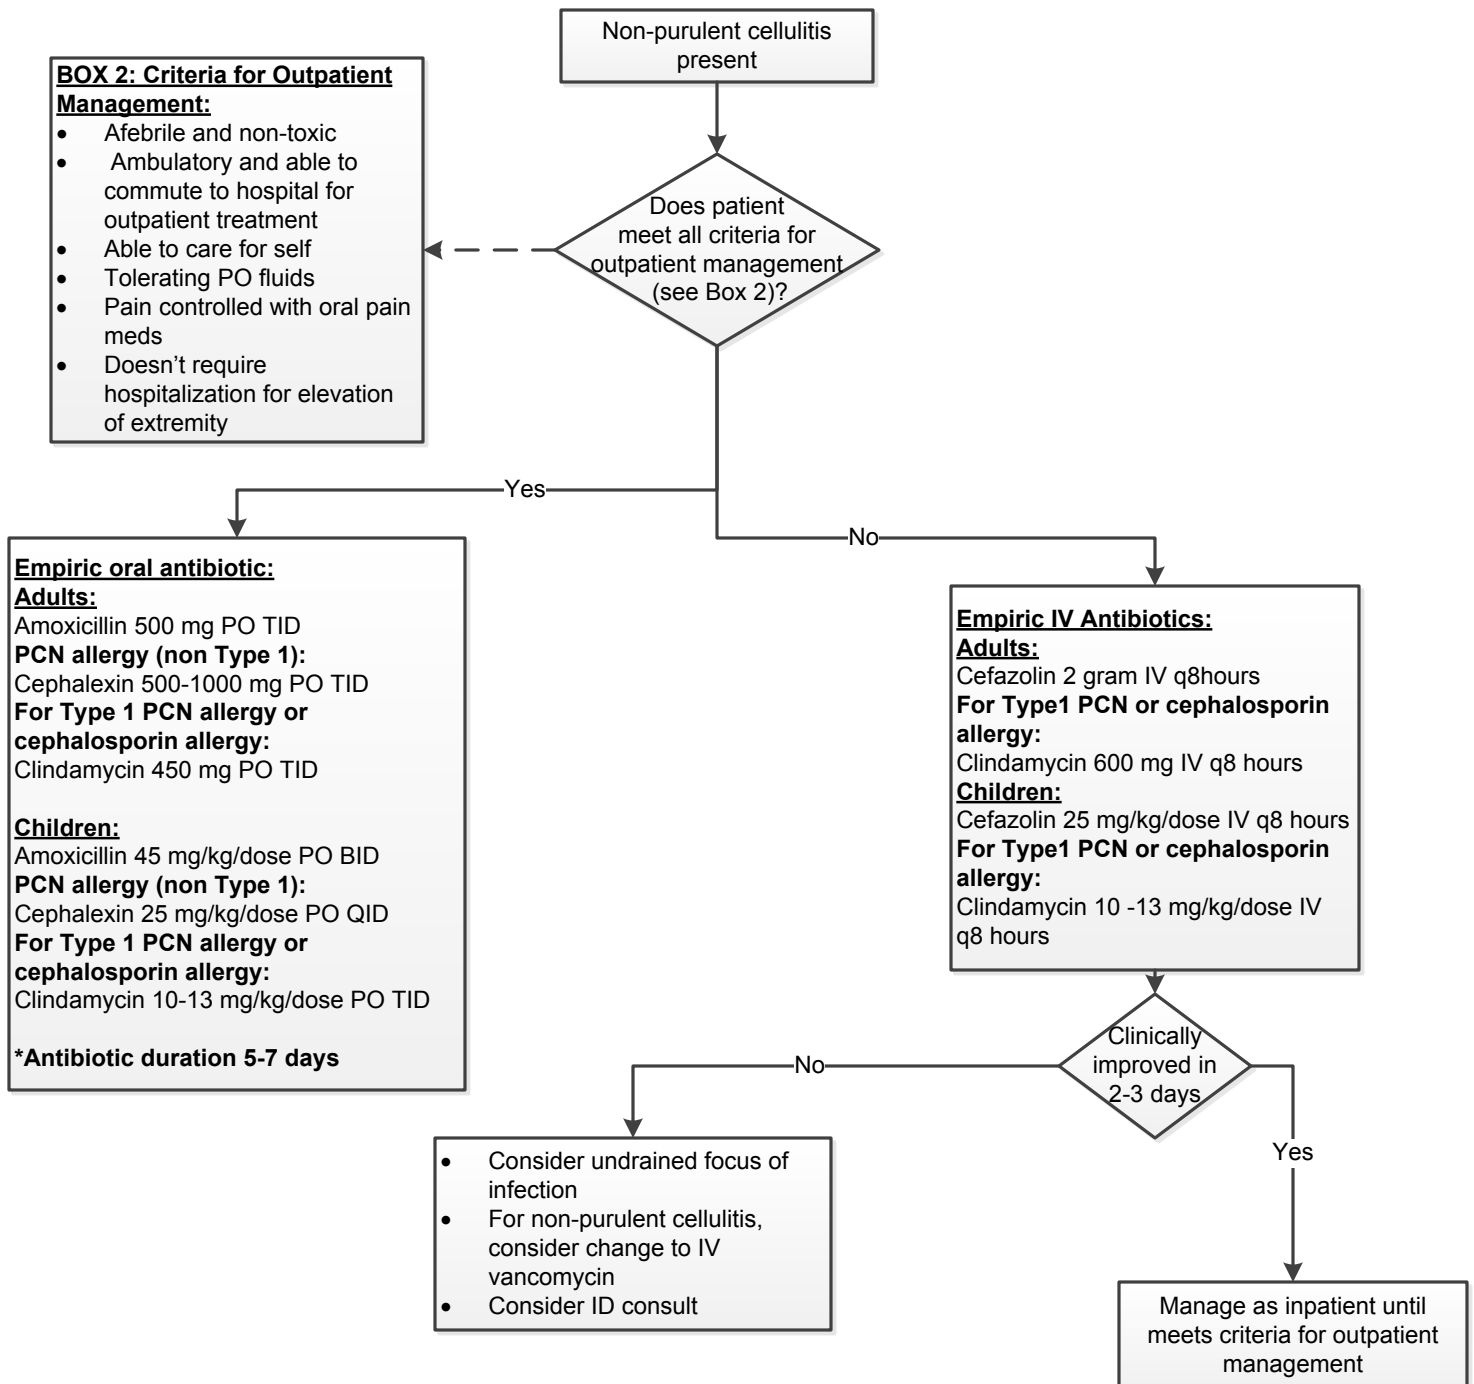 Non-purulent cellulitis
present
BOX 2: Criteria for Outpatient
Management:
• Afebrile and non-toxic
• Ambulatory and able to
commute to hospital for
outpatient treatment
• Able to care for self
• Tolerating PO fluids
• Pain controlled with oral pain
meds
• Doesn’t require
hospitalization for elevation
of extremity
Does patient
meet all criteria for
outpatient management
(see Box 2)?
Yes
No
Empiric oral antibiotic:
Adults:
Amoxicillin 500 mg PO TID
PCN allergy (non Type 1):
Cephalexin 500-1000 mg PO TID
For Type 1 PCN allergy or
cephalosporin allergy:
Clindamycin 450 mg PO TID
Children:
Amoxicillin 45 mg/kg/dose PO BID
PCN allergy (non Type 1):
Cephalexin 25 mg/kg/dose PO QID
For Type 1 PCN allergy or
cephalosporin allergy:
Clindamycin 10-13 mg/kg/dose PO TID
*Antibiotic duration 5-7 days
Empiric IV Antibiotics:
Adults:
Cefazolin 2 gram IV q8hours
For Type1 PCN or cephalosporin
allergy:
Clindamycin 600 mg IV q8 hours
Children:
Cefazolin 25 mg/kg/dose IV q8 hours
For Type1 PCN or cephalosporin
allergy:
Clindamycin 10 -13 mg/kg/dose IV
q8 hours
Clinically
improved in
2-3 days
No
Yes
• Consider undrained focus of
infection
• For non-purulent cellulitis,
consider change to IV
vancomycin
• Consider ID consult
Manage as inpatient until
meets criteria for outpatient
management